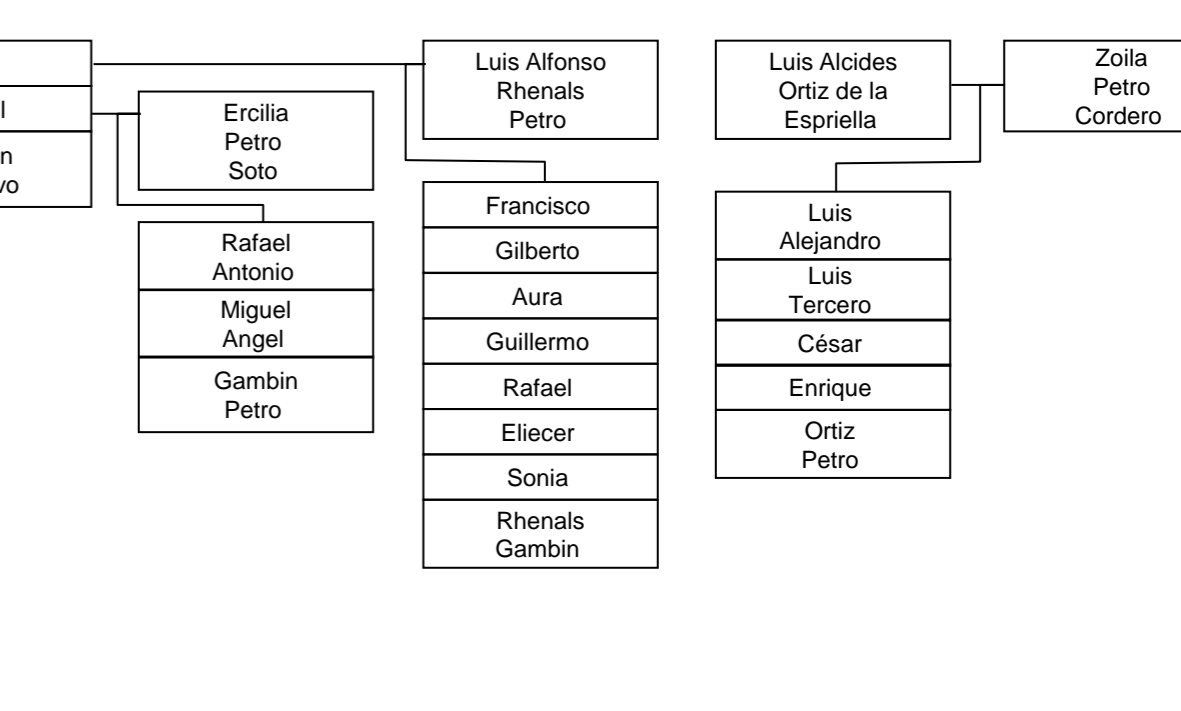 Ercilia
Petro
Soto
Rafael
Antonio
Miguel
Angel
Gambin
Petro
Luis Alfonso
Rhenals
Petro
Francisco
Gilberto
Aura
Guillermo
Rafael
Eliecer
Sonia
Rhenals
Gambin
Luis Alcides
Ortiz de la
Espriella
Luis
Alejandro
Luis
Tercero
César
Enrique
Ortiz
Petro
Zoila
Petro
Cordero